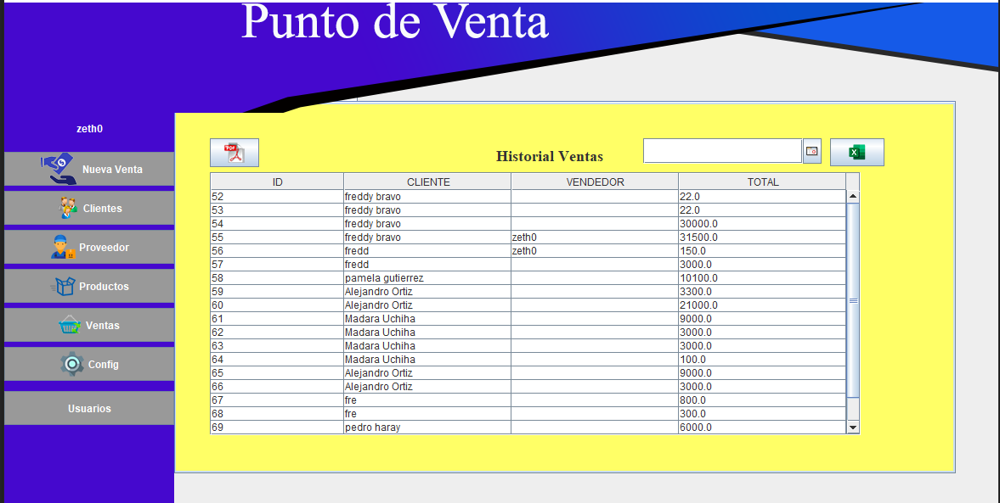 Punto de Venta
zeth0
Nueva Venta
Clientes
Proveedor
Productos
Ventas
Config
Usuarios
PDF
Historial Ventas
ID CLIENTE VENDEDOR TOTAL
52 freddy bravo 22.0
53 freddy bravo 22.0
54 freddy bravo 30000.0
55 freddy bravo zeth0 31500.0
56 fredd zeth0 150.0
57 fredd 3000.0
58 pamela gutierrez 10100.0
59 Alejandro Ortiz 3300.0
60 Alejandro Ortiz 21000.0
61 Madara Uchiha 9000.0
62 Madara Uchiha 3000.0
63 Madara Uchiha 3000.0
64 Madara Uchiha 100.0
65 Alejandro Ortiz 9000.0
66 Alejandro Ortiz 3000.0
67 fre 800.0
68 fre 300.0
69 pedro haray 6000.0